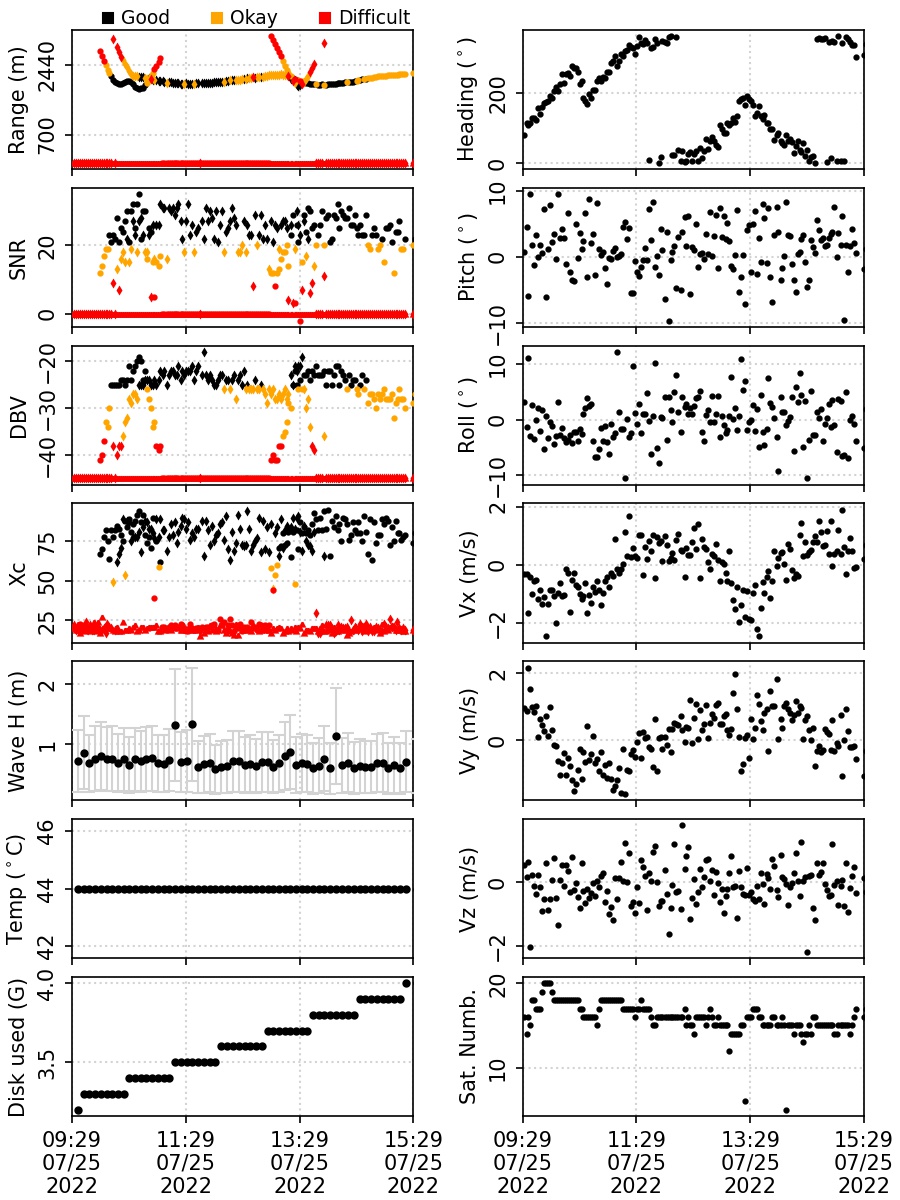 Good Okay Difficult
Range (m)
2440
700
Heading (°)
200
0
SNR
20
0
Pitch (°)
10
0
−10
DBV
−20
−30
−40
Roll (°)
10
0
−10
Xc
75
50
25
Vx (m/s)
2
0
−2
Wave H (m)
2
1
Vy (m/s)
2
0
Temp (°C)
46
44
42
Vz (m/s)
0
−2
Disk used (G)
4.0
3.5
Sat. Numb.
20
10
09:29 11:29 13:29 15:29
07/25 07/25 07/25 07/25
2022 2022 2022 2022
09:29 11:29 13:29 15:29
07/25 07/25 07/25 07/25
2022 2022 2022 2022